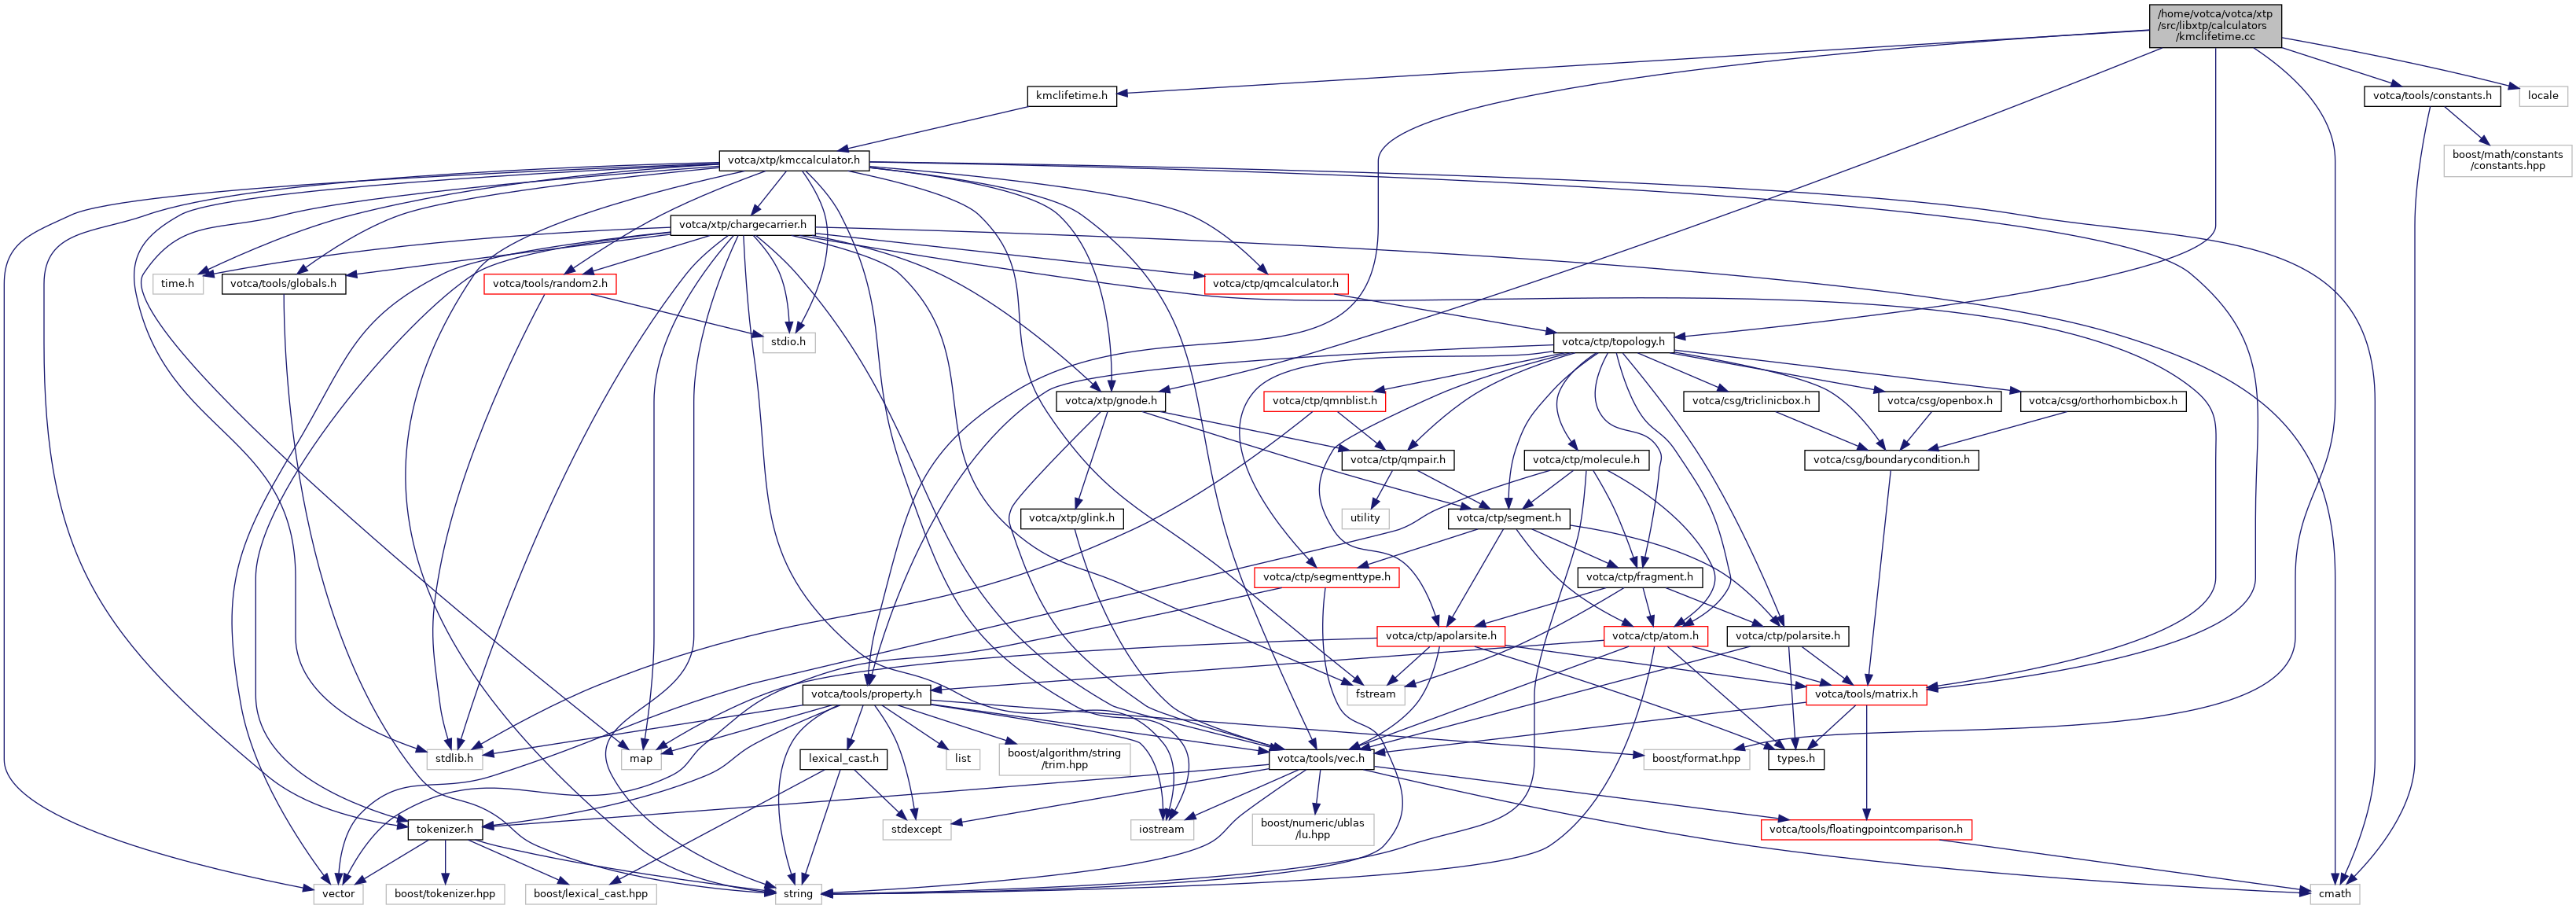 /home/votca/votca/xtp
/src/libxtp/calculators
/kmclifetime.cc
kmclifetime.h
votca/tools/constants.h
locale
votca/xtp/kmccalculator.h
boost/math/constants
/constants.hpp
votca/xtp/chargecarrier.h
time.h
votca/tools/globals.h
votca/tools/random2.h
votca/ctp/qmcalculator.h
stdio.h
votca/ctp/topology.h
votca/xtp/gnode.h
votca/ctp/qmnblist.h
votca/csg/triclinicbox.h
votca/csg/openbox.h
votca/csg/orthorhombicbox.h
votca/ctp/qmpair.h
votca/ctp/molecule.h
votca/csg/boundarycondition.h
votca/xtp/glink.h
utility
votca/ctp/segment.h
votca/ctp/segmenttype.h
votca/ctp/fragment.h
votca/ctp/apolarsite.h
votca/ctp/atom.h
votca/ctp/polarsite.h
votca/tools/property.h
fstream
votca/tools/matrix.h
stdlib.h
map
lexical_cast.h
list
boost/algorithm/string
/trim.hpp
votca/tools/vec.h
boost/format.hpp
types.h
tokenizer.h
stdexcept
iostream
boost/numeric/ublas
/lu.hpp
votca/tools/floatingpointcomparison.h
vector
boost/tokenizer.hpp
boost/lexical_cast.hpp
string
cmath